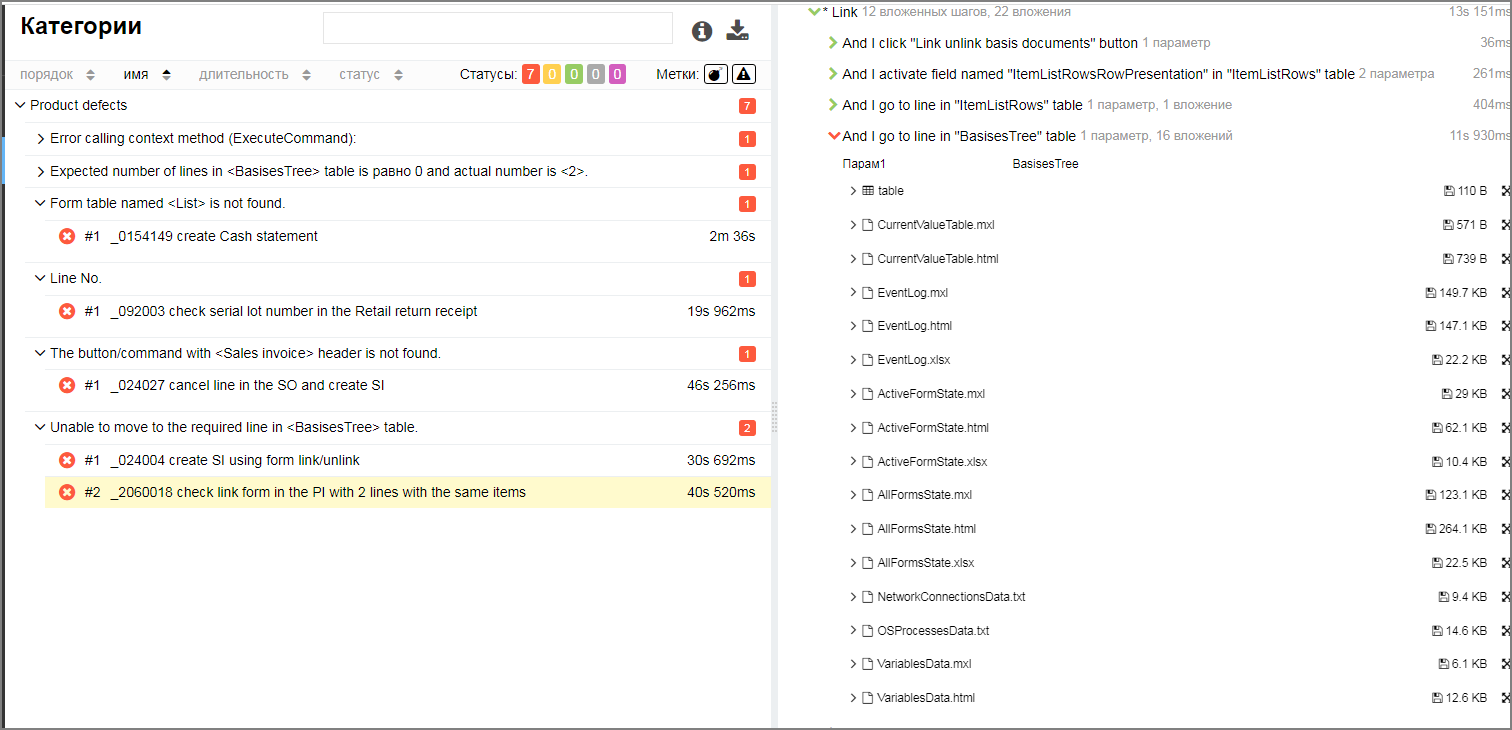 Категории
порядок имя длительность статус Статусы: 7 0 0 0 0 Метки:
Product defects 7
Error calling context method (ExecuteCommand): 1
Expected number of lines in <BasisesTree> table is равно 0 and actual number is <2>. 1
Form table named <List> is not found. 1
#1 _0154149 create Cash statement 2m 36s
Line No. 1
#1 _092003 check serial lot number in the Retail return receipt 19s 962ms
The button/command with <Sales invoice> header is not found. 1
#1 _024027 cancel line in the SO and create SI 46s 256ms
Unable to move to the required line in <BasisesTree> table. 2
#1 _024004 create SI using form link/unlink 30s 692ms
#2 _2060018 check link form in the PI with 2 lines with the same items 40s 520ms
* Link 12 вложенных шагов, 22 вложения 13s 151ms
And I click "Link unlink basis documents" button 1 параметр 36ms
And I activate field named "ItemListRowsRowPresentation" in "ItemListRows" table 2 параметра 261ms
And I go to line in "ItemListRows" table 1 параметр, 1 вложение 404ms
And I go to line in "BasisesTree" table 1 параметр, 16 вложений 11s 930ms
Парам1 BasisesTree
table 110 B
CurrentValueTable.mxl 571 B
CurrentValueTable.html 739 B
EventLog.mxl 149.7 KB
EventLog.html 147.1 KB
EventLog.xlsx 22.2 KB
ActiveFormState.mxl 29 KB
ActiveFormState.html 62.1 KB
ActiveFormState.xlsx 10.4 KB
AllFormsState.mxl 123.1 KB
AllFormsState.html 264.1 KB
AllFormsState.xlsx 22.5 KB
NetworkConnectionsData.txt 9.4 KB
OSProcessesData.txt 14.6 KB
VariablesData.mxl 6.1 KB
VariablesData.html 12.6 KB